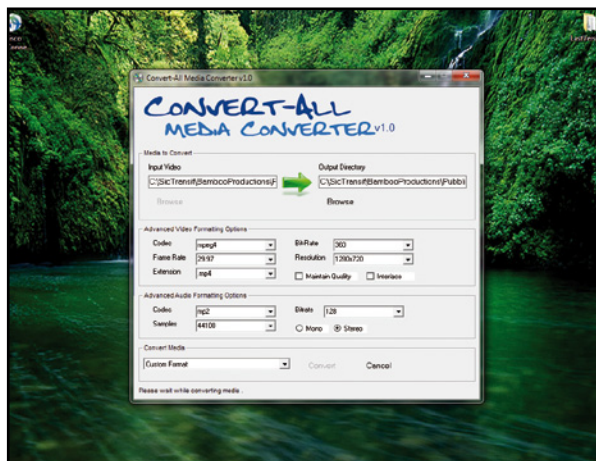 Convert-All Media Converter v1.0
CONVERT-ALL
MEDIA CONVERTER v1.0
Media to Convert
Input Video
Output Directory
C:\SicTransit\BambooProductions\F
C:\SicTransit\BambooProductions\Publi
Browse
Browse
Advanced Video Formatting Options
Codec
mpeg4
BitRate
360
Frame Rate
29.97
Resolution
1280x720
Extension
.mp4
Maintain Quality
Interlace
Advanced Audio Formatting Options
Codec
mp2
Bitrate
128
Samples
44100
Mono
Stereo
Convert Media
Custom Format
Convert
Cancel
Please wait while converting media .